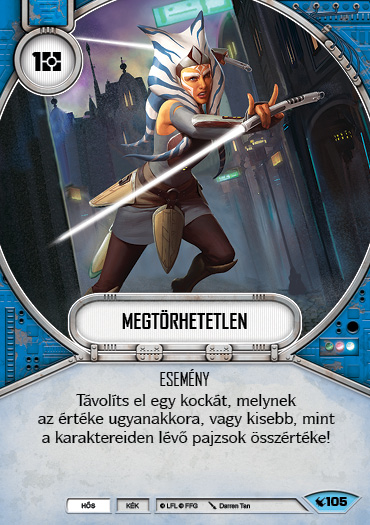 1
MEGTÖRHETETLEN
ESEMÉNY
Távolíts el egy kockát, melynek
az értéke ugyanakkora, vagy kisebb, mint
a karaktereiden lévő pajzsok összértéke!
HŐS
KÉK
© LFL © FFG
Darren Tan
105